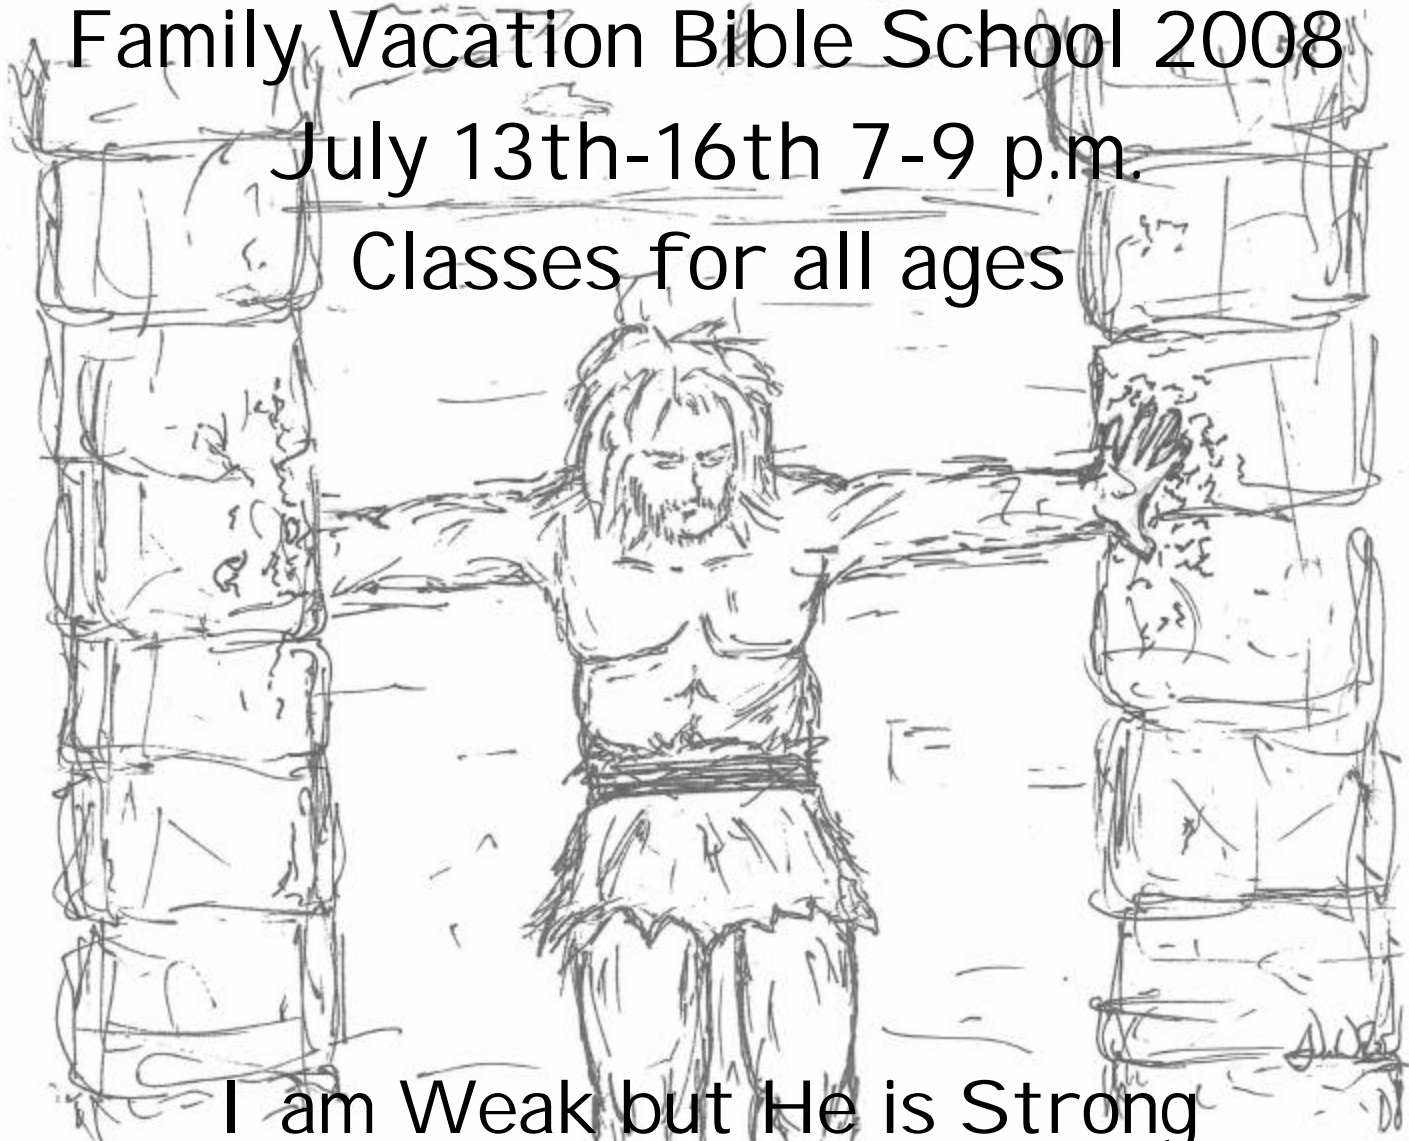 Family Vacation Bible School 2008
July 13th-16th 7-9 p.m.
Classes for all ages
I am Weak but He is Strong